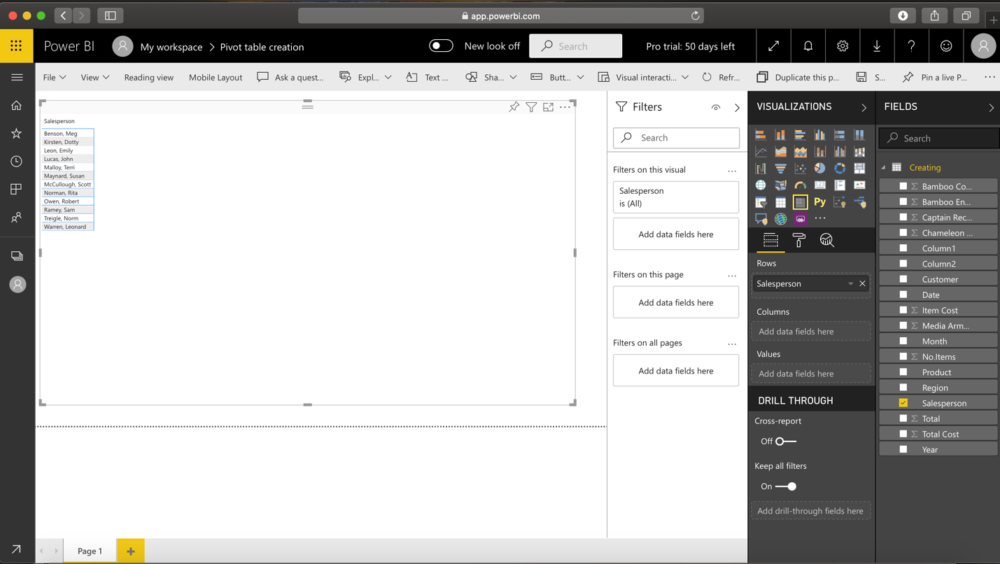 app.powerbi.com
Power BI
My workspace > Pivot table creation
New look off
Search
Pro trial: 50 days left
File
View
Reading view
Mobile Layout
Ask a quest...
Expl...
Text ...
Sha...
Butt...
Visual interacti...
Refr...
Duplicate this p...
S...
Pin a live P...
Salesperson
Benson, Meg
Kirsten, Dotty
Leon, Emily
Lucas, John
Malloy, Terri
Maynard, Susan
McCullough, Scott
Norman, Rita
Owen, Robert
Ramey, Sam
Treigle, Norm
Warren, Leonard
Page 1
Filters
Search
Filters on this visual
Salesperson
is (All)
Add data fields here
Filters on this page
Add data fields here
Filters on all pages
Add data fields here
VISUALIZATIONS
Py
Rows
Salesperson
Columns
Add data fields here
Values
Add data fields here
DRILL THROUGH
Cross-report
Off
Keep all filters
On
Add drill-through fields here
FIELDS
Search
Creating
Σ Bamboo Co...
Σ Bamboo En...
Σ Captain Rec...
Σ Chameleon ...
Column1
Column2
Customer
Date
Σ Item Cost
Σ Media Arm...
Month
Σ No.Items
Product
Region
Salesperson
Σ Total
Σ Total Cost
Year